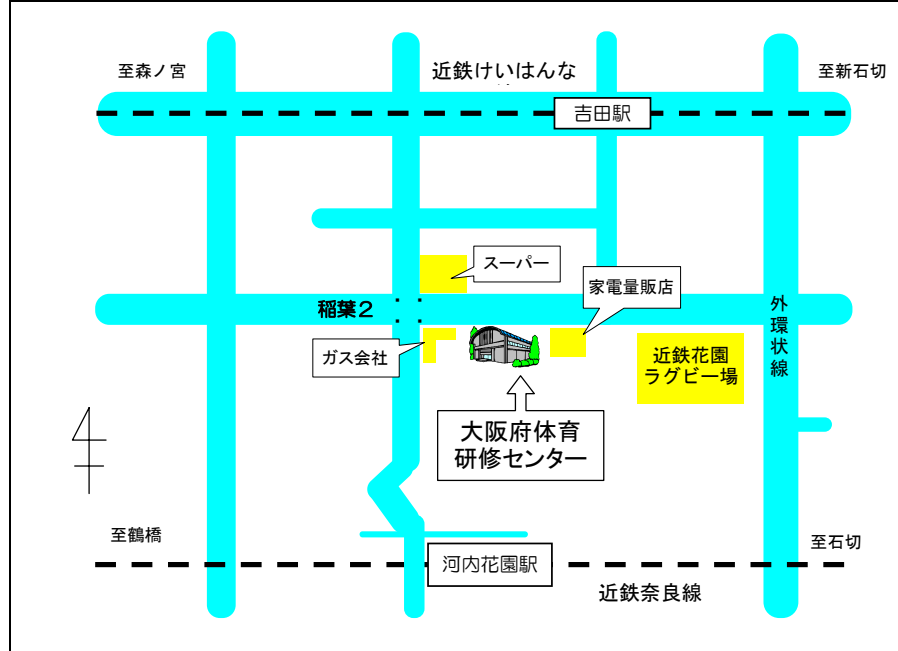 至森ノ宮
近鉄けいはんな
至新石切
吉田駅
スーパー
家電量販店
稲葉２
外環状線
ガス会社
近鉄花園
ラグビー場
大阪府体育
研修センター
至鶴橋
河内花園駅
至石切
近鉄奈良線